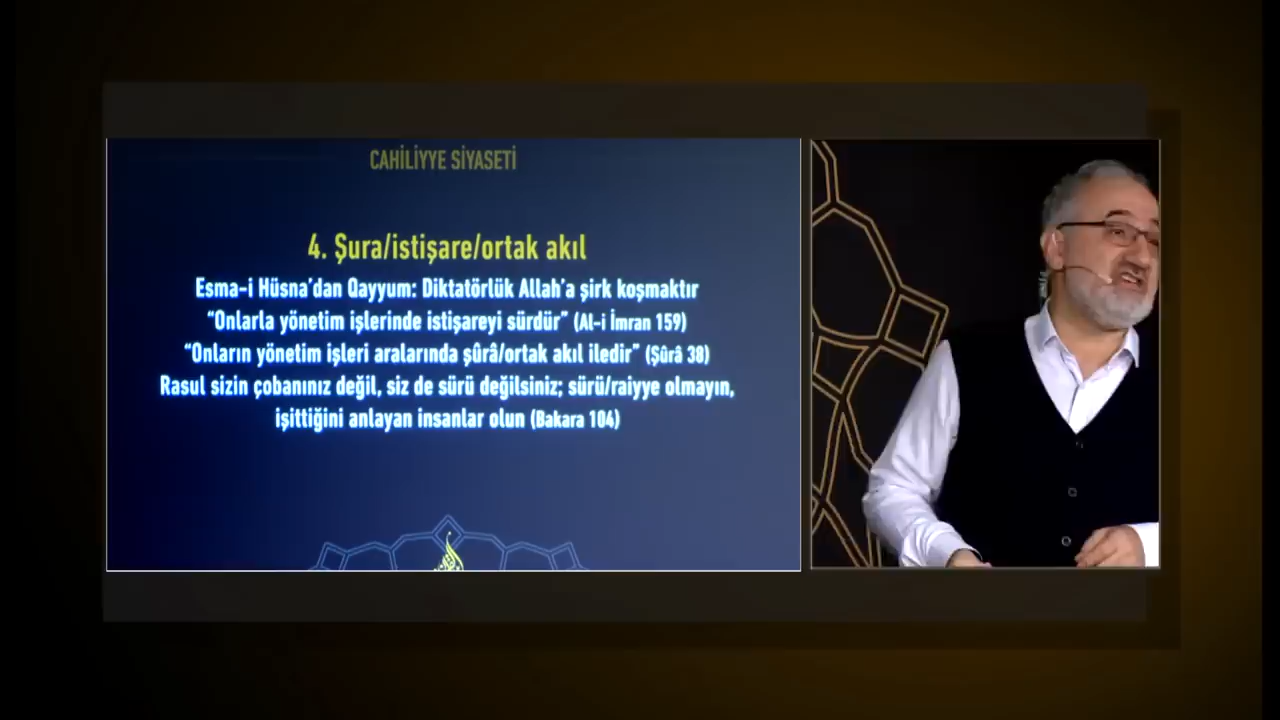 CAHİLİYYE SİYASETİ
4. Şura/istişare/ortak akıl
Esma-i Hüsna’dan Qayyum: Diktatörlük Allah’a şirk koşmaktır
“Onlarla yönetim işlerinde istişareyi sürdür” (Al-i İmran 159)
“Onların yönetim işleri aralarında şûrâ/ortak akıl iledir” (Şûrâ 38)
Rasul sizin çobanınız değil, siz de sürü değilsiniz; sürü/raiyye olmayın,
işittiğini anlayan insanlar olun (Bakara 104)